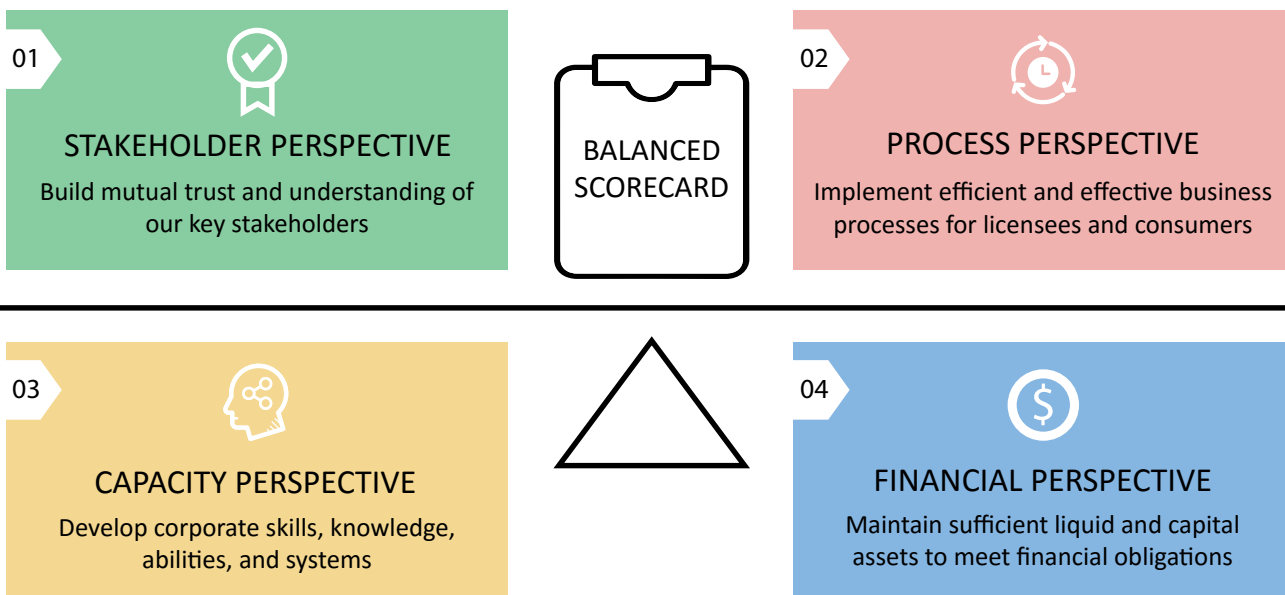 01
STAKEHOLDER PERSPECTIVE
Build mutual trust and understanding of
our key stakeholders
BALANCED
SCORECARD
02
PROCESS PERSPECTIVE
Implement efficient and effective business
processes for licensees and consumers
03
CAPACITY PERSPECTIVE
Develop corporate skills, knowledge,
abilities, and systems
04
$
FINANCIAL PERSPECTIVE
Maintain sufficient liquid and capital
assets to meet financial obligations